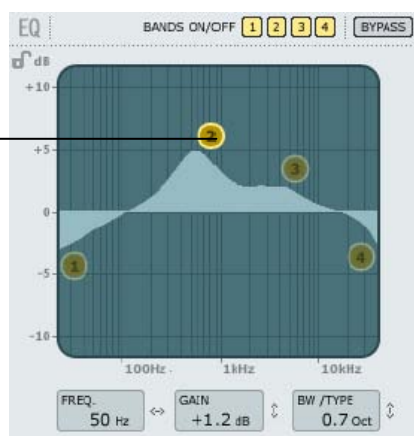 EQ BANDS ON/OFF 1 2 3 4 BYPASS
dB
+10
+5
2
3
0
1
4
-5
-10
100Hz 1kHz 10kHz
FREQ. GAIN BW /TYPE
50 Hz +1.2 dB 0.7 Oct